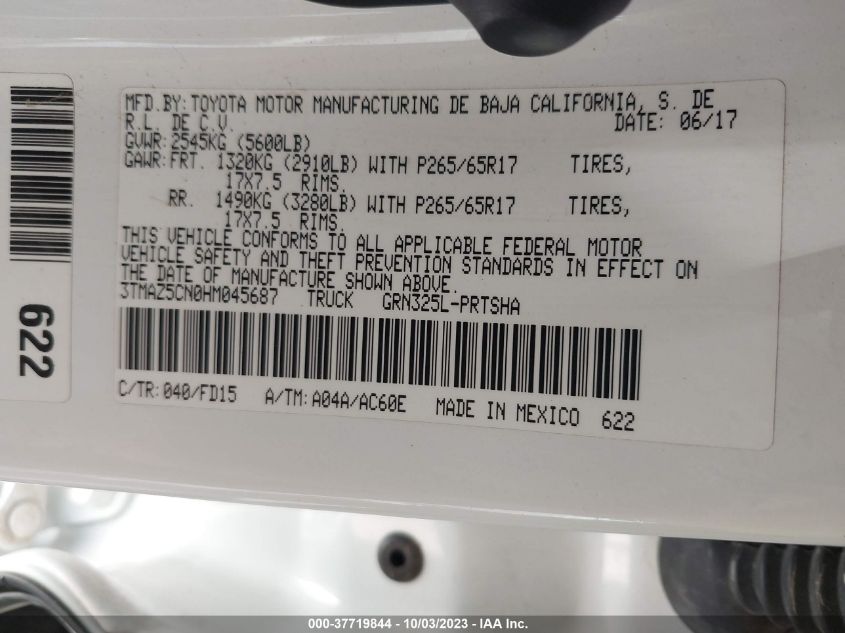 MFD.BY:TOYOTA MOTOR MANUFACTURING DE BAJA CALIFORNIA, S. DE
R.L. DE C.V. DATE: 06/17
GVWR:2545KG (5600LB)
GAWR:FRT. 1320KG (2910LB) WITH P265/65R17 TIRES,
17X7.5 RIMS.
RR. 1490KG (3280LB) WITH P265/65R17 TIRES,
17X7.5 RIMS.
THIS VEHICLE CONFORMS TO ALL APPLICABLE FEDERAL MOTOR
VEHICLE SAFETY AND THEFT PREVENTION STANDARDS IN EFFECT ON
THE DATE OF MANUFACTURE SHOWN ABOVE.
3TMAZ5CN0HM045687 TRUCK GRN325L-PRTSHA
C/TR:040/FD15 A/TM:A04A/AC60E MADE IN MEXICO 622
622
000-37719844 - 10/03/2023 - IAA Inc.